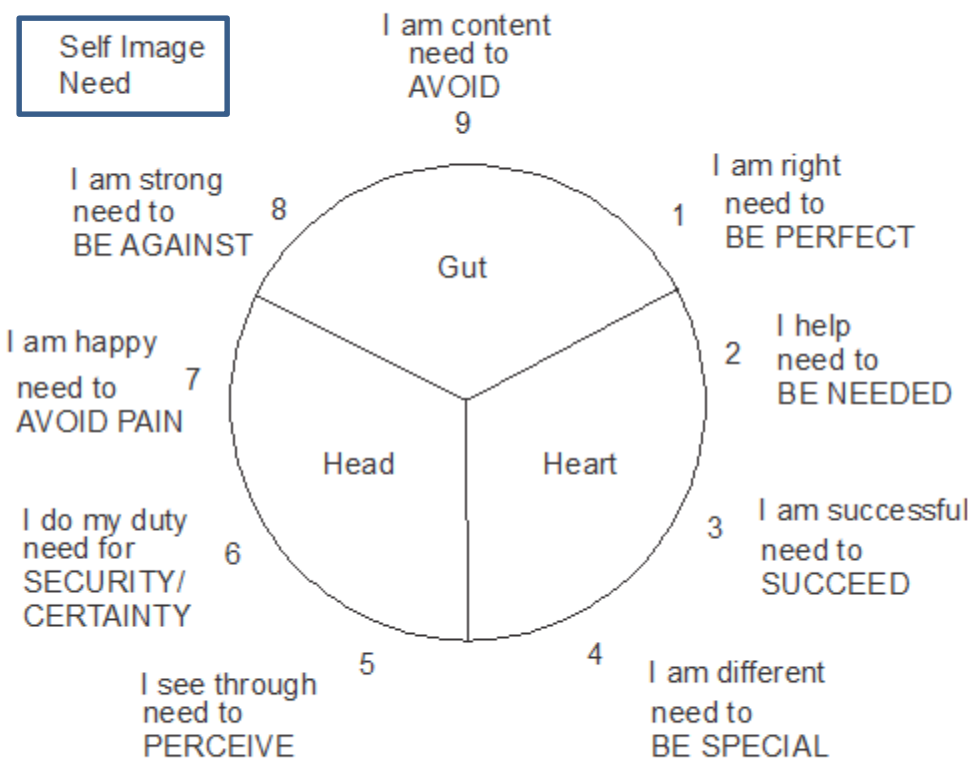 Self Image
Need
I am content
need to
AVOID
9
I am right
need to
BE PERFECT
1
I help
need to
BE NEEDED
2
I am successful
need to
SUCCEED
3
I am different
need to
BE SPECIAL
4
I see through
need to
PERCEIVE
5
I do my duty
need for
SECURITY/
CERTAINTY
6
I am happy
need to
AVOID PAIN
7
I am strong
need to
BE AGAINST
8
Gut
Head
Heart